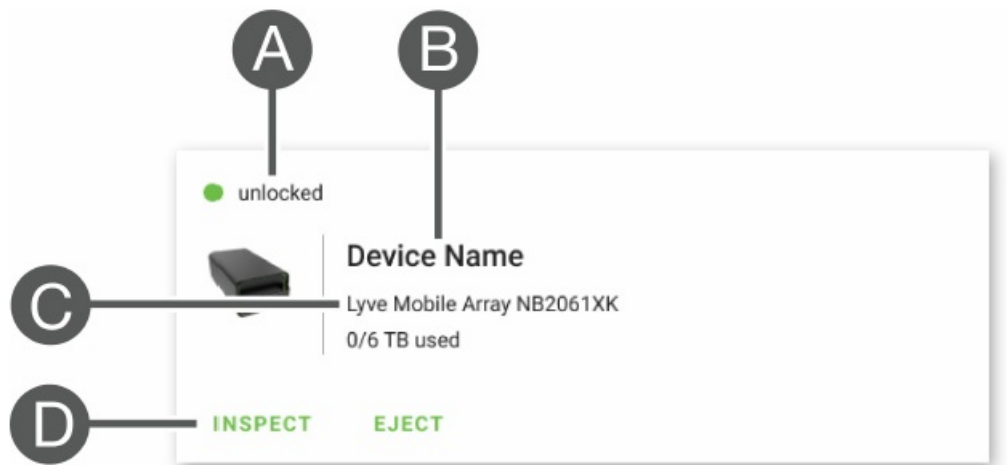 A
B
unlocked
Device Name
C
Lyve Mobile Array NB2061XK
0/6 TB used
D
INSPECT
EJECT